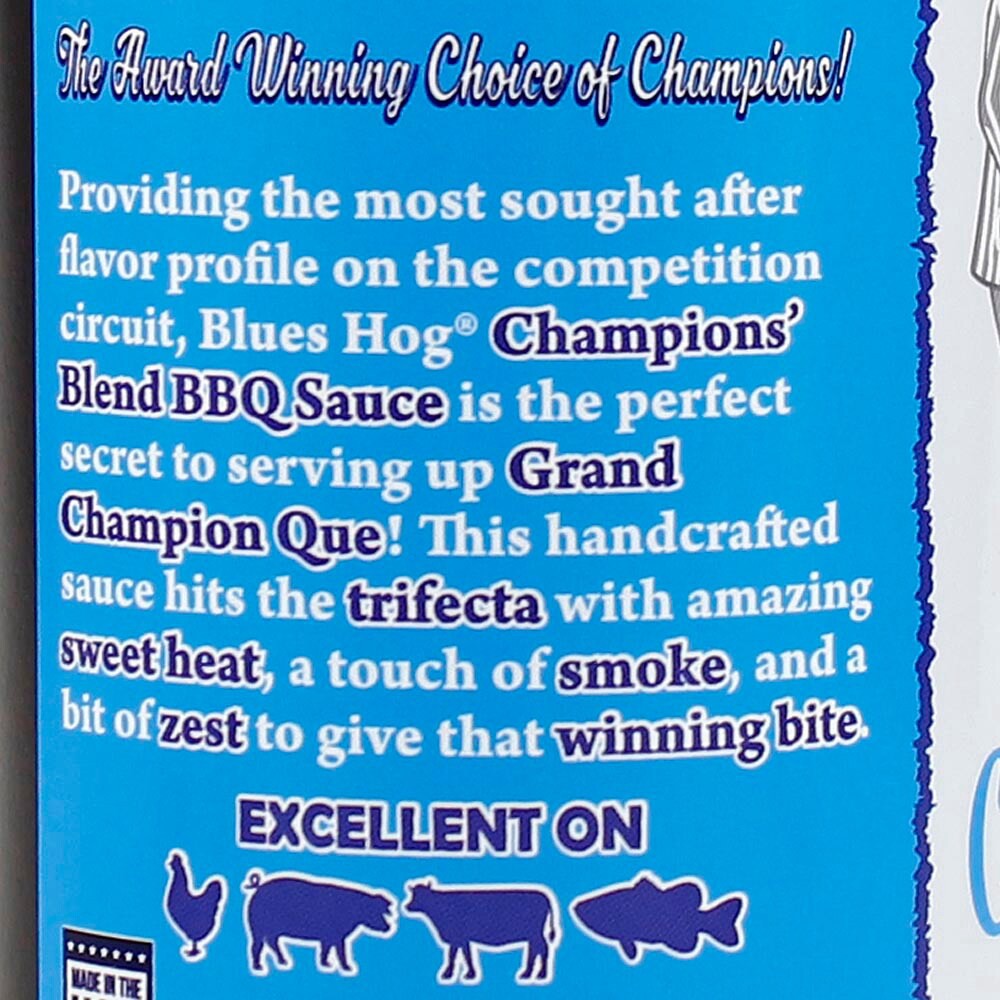 The Award Winning Choice of Champions!
Providing the most sought after
flavor profile on the competition
circuit, Blues Hog® Champions’
Blend BBQ Sauce is the perfect
secret to serving up Grand
Champion Que! This handcrafted
sauce hits the trifecta with amazing
sweet heat, a touch of smoke, and a
bit of zest to give that winning bite.
EXCELLENT ON
MADE IN THE